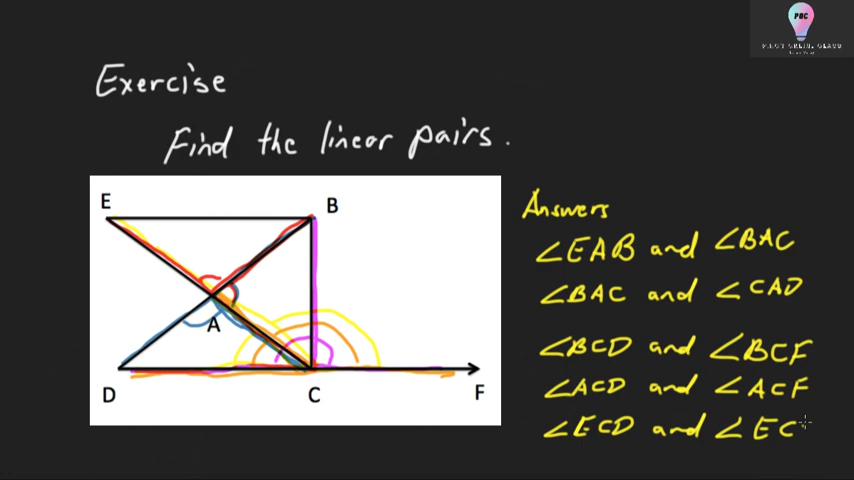 PBC
Exercise
Find the linear pairs.
E
B
A
D
C
F
Answers
∠EAB and ∠BAC
∠BAC and ∠CAD
∠BCD and ∠BCF
∠ACD and ∠ACF
∠ECD and ∠EC